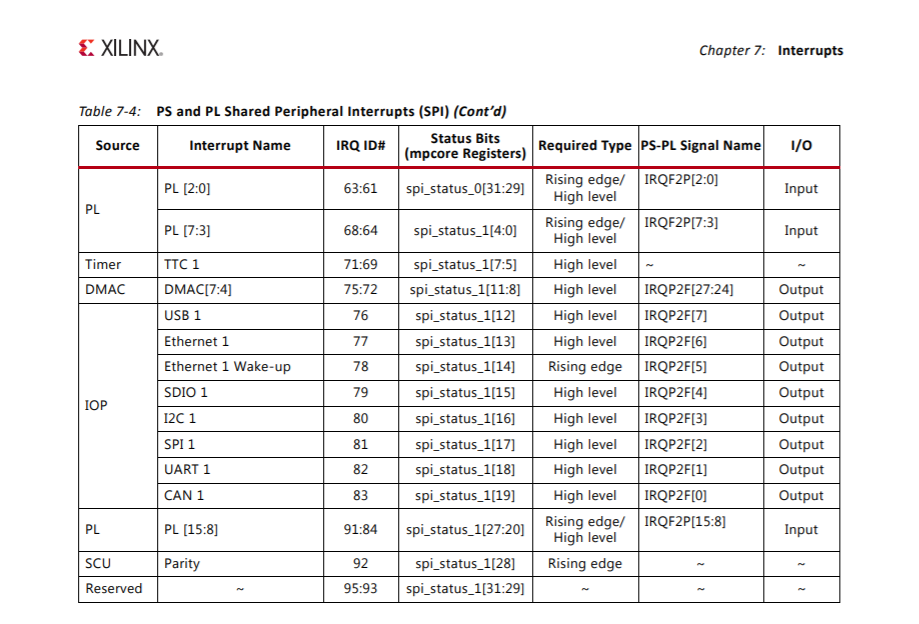 XILINX.
Chapter 7: Interrupts
Table 7-4: PS and PL Shared Peripheral Interrupts (SPI) (Cont'd)
Source Interrupt Name IRQ ID# Status Bits (mpcore Registers) Required Type PS-PL Signal Name I/O
PL PL [2:0] 63:61 spi_status_0[31:29] Rising edge/ High level IRQF2P[2:0] Input
PL [7:3] 68:64 spi_status_1[4:0] Rising edge/ High level IRQF2P[7:3] Input
Timer TTC 1 71:69 spi_status_1[7:5] High level ~ ~
DMAC DMAC[7:4] 75:72 spi_status_1[11:8] High level IRQP2F[27:24] Output
IOP USB 1 76 spi_status_1[12] High level IRQP2F[7] Output
Ethernet 1 77 spi_status_1[13] High level IRQP2F[6] Output
Ethernet 1 Wake-up 78 spi_status_1[14] Rising edge IRQP2F[5] Output
SDIO 1 79 spi_status_1[15] High level IRQP2F[4] Output
I2C 1 80 spi_status_1[16] High level IRQP2F[3] Output
SPI 1 81 spi_status_1[17] High level IRQP2F[2] Output
UART 1 82 spi_status_1[18] High level IRQP2F[1] Output
CAN 1 83 spi_status_1[19] High level IRQP2F[0] Output
PL PL [15:8] 91:84 spi_status_1[27:20] Rising edge/ High level IRQF2P[15:8] Input
SCU Parity 92 spi_status_1[28] Rising edge ~ ~
Reserved ~ 95:93 spi_status_1[31:29] ~ ~ ~